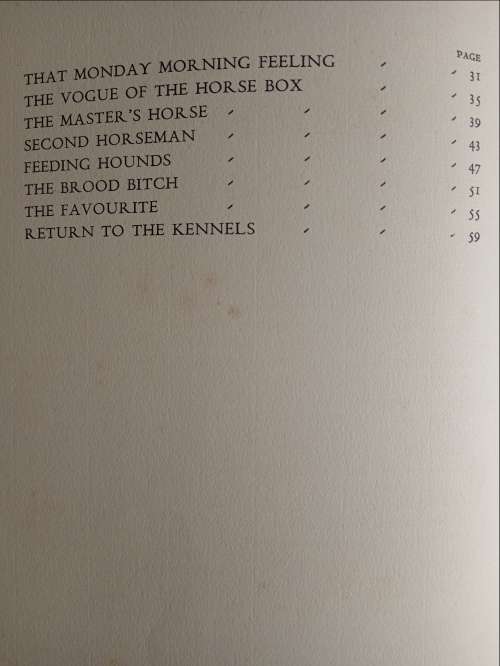 PAGE
THAT MONDAY MORNING FEELING 31
THE VOGUE OF THE HORSE BOX 35
THE MASTER'S HORSE 39
SECOND HORSEMAN 43
FEEDING HOUNDS 47
THE BROOD BITCH 51
THE FAVOURITE 55
RETURN TO THE KENNELS 59